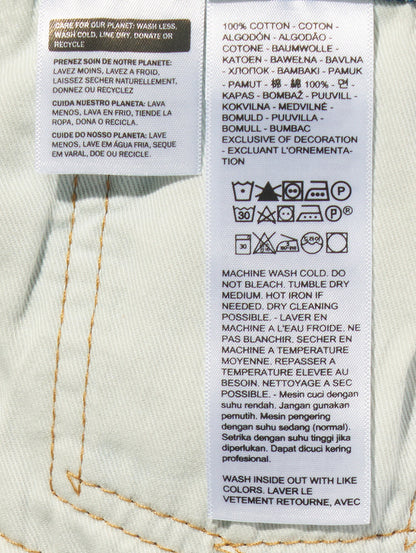 CARE FOR OUR PLANET: WASH LESS,
WASH COLD, LINE DRY, DONATE OR
RECYCLE
PRENEZ SOIN DE NOTRE PLANETE:
LAVEZ MOINS, LAVEZ A FROID,
LAISSEZ SECHER NATURELLEMENT,
DONNEZ OU RECYCLEZ
CUIDA NUESTRO PLANETA: LAVA
MENOS, LAVA EN FRIO, TIENDE LA
ROPA, DONA O RECICLA.
CUIDE DO NOSSO PLANETA: LAVE
MENOS, LAVE EM ÁGUA FRIA, SEQUE
EM VARAL, DOE OU RECICLE.
100% COTTON - COTON -
ALGODÓN - ALGODÃO -
COTONE - BAUMWOLLE -
KATOEN - BAWEŁNA - BAVLNA
- ХЛОПОК - BAMBAKI - PAMUK
- PAMUT - 棉 - 綿 100% - 면 -
KAPAS - BOMBAŽ - PUUVILL -
KOKVILNA - MEDVILNĖ -
BOMULD - PUUVILLA -
BOMULL - BUMBAC
EXCLUSIVE OF DECORATION
- EXCLUANT L'ORNEMENTA-
TION
P
30 P®
30
MACHINE WASH COLD. DO
NOT BLEACH. TUMBLE DRY
MEDIUM. HOT IRON IF
NEEDED. DRY CLEANING
POSSIBLE. - LAVER EN
MACHINE A L'EAU FROIDE. NE
PAS BLANCHIR. SECHER EN
MACHINE A TEMPERATURE
MOYENNE. REPASSER A
TEMPERATURE ELEVEE AU
BESOIN. NETTOYAGE A SEC
POSSIBLE. - Mesin cuci dengan
suhu rendah. Jangan gunakan
pemutih. Mesin pengering
dengan suhu sedang (normal).
Setrika dengan suhu tinggi jika
diperlukan. Dapat dicuci kering
profesional.
WASH INSIDE OUT WITH LIKE
COLORS. LAVER LE
VETEMENT RETOURNE, AVEC